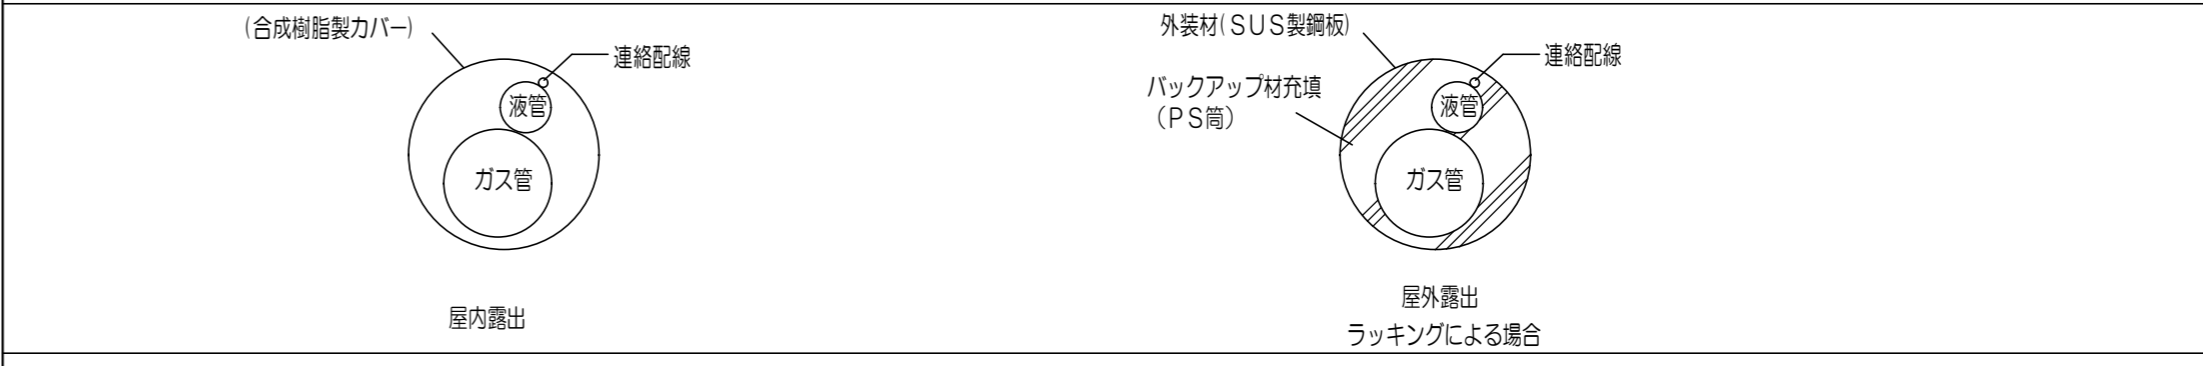 (合成樹脂製カバー)
連絡配線
液管
ガス管
屋内露出
外装材(ＳＵＳ製鋼板)
バックアップ材充填
（ＰＳ筒）
連絡配線
液管
ガス管
屋外露出
ラッキングによる場合